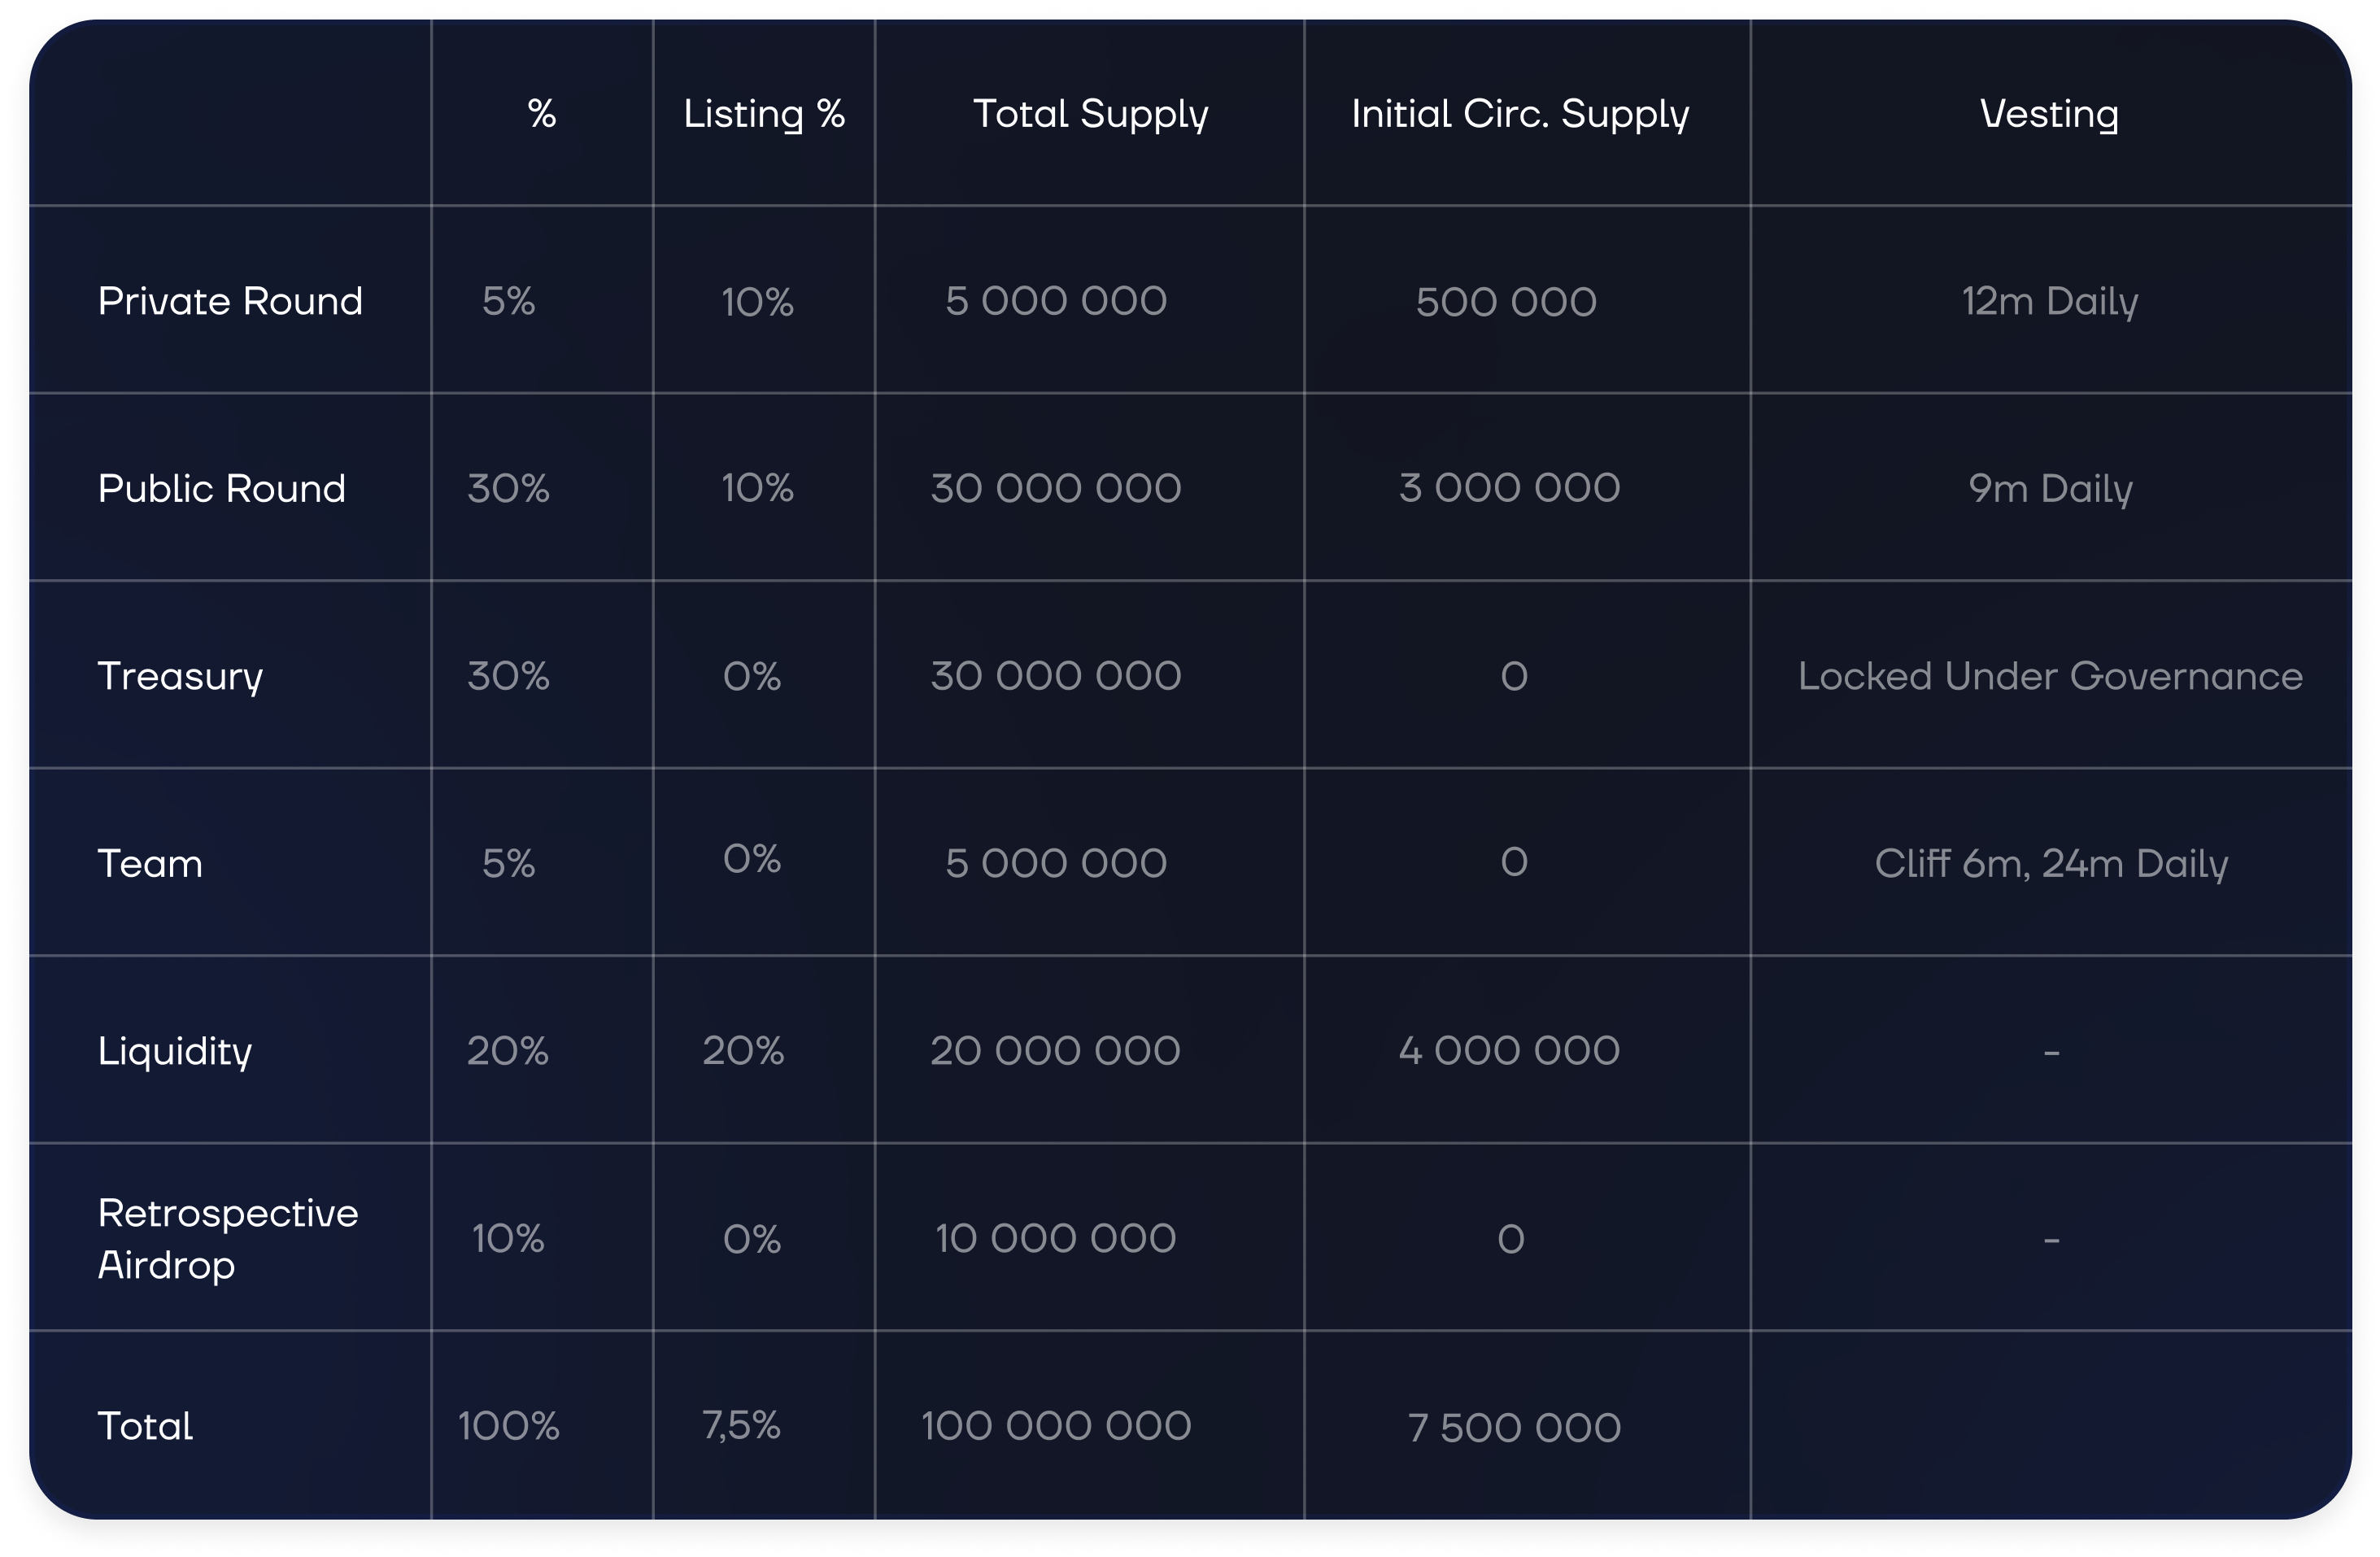 % Listing % Total Supply Initial Circ. Supply Vesting
Private Round 5% 10% 5 000 000 500 000 12m Daily
Public Round 30% 10% 30 000 000 3 000 000 9m Daily
Treasury 30% 0% 30 000 000 0 Locked Under Governance
Team 5% 0% 5 000 000 0 Cliff 6m, 24m Daily
Liquidity 20% 20% 20 000 000 4 000 000 -
Retrospective
Airdrop 10% 0% 10 000 000 0 -
Total 100% 7,5% 100 000 000 7 500 000